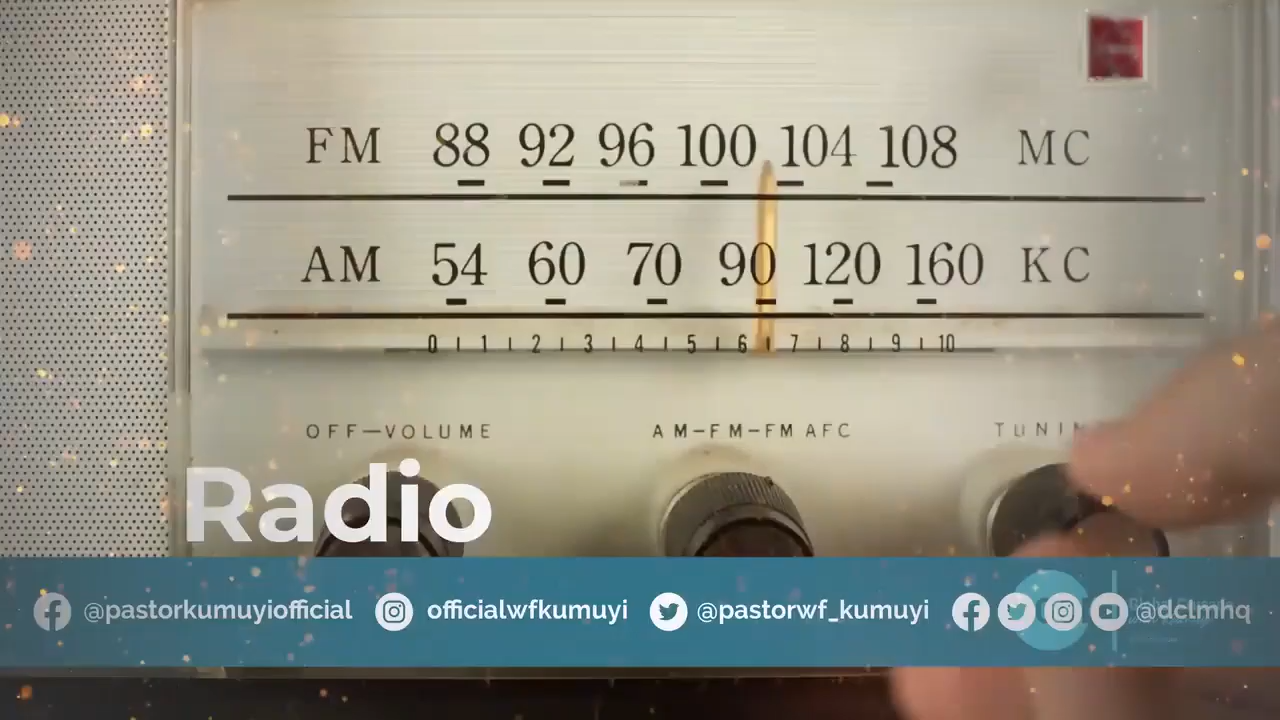 FM 88 92 96 100 104 108 MC
AM 54 60 70 90 120 160 KC
0 1 2 3 4 5 6 7 8 9 10
OFF—VOLUME AM—FM—FM AFC
Radio
@pastorkumuyiofficial officialwfkumuyi @pastorwf_kumuyi @dclmhq